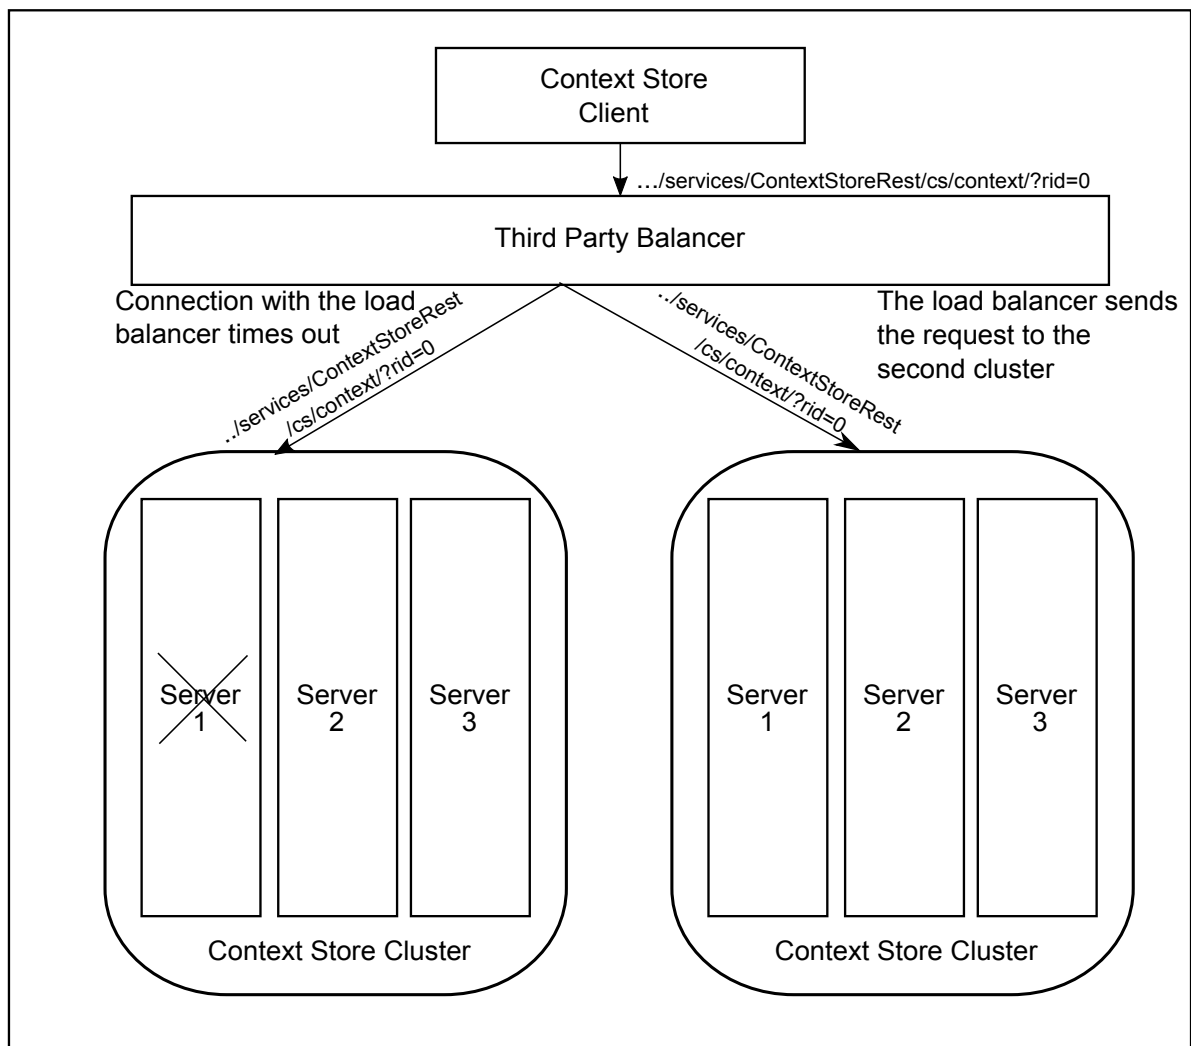 Context Store
Client
…/services/ContextStoreRest/cs/context/?rid=0
Third Party Balancer
Connection with the load
balancer times out
../services/ContextStoreRest
/cs/context/?rid=0
../services/ContextStoreRest
/cs/context/?rid=0
The load balancer sends
the request to the
second cluster
Server
1
Server
2
Server
3
Context Store Cluster
Server
1
Server
2
Server
3
Context Store Cluster